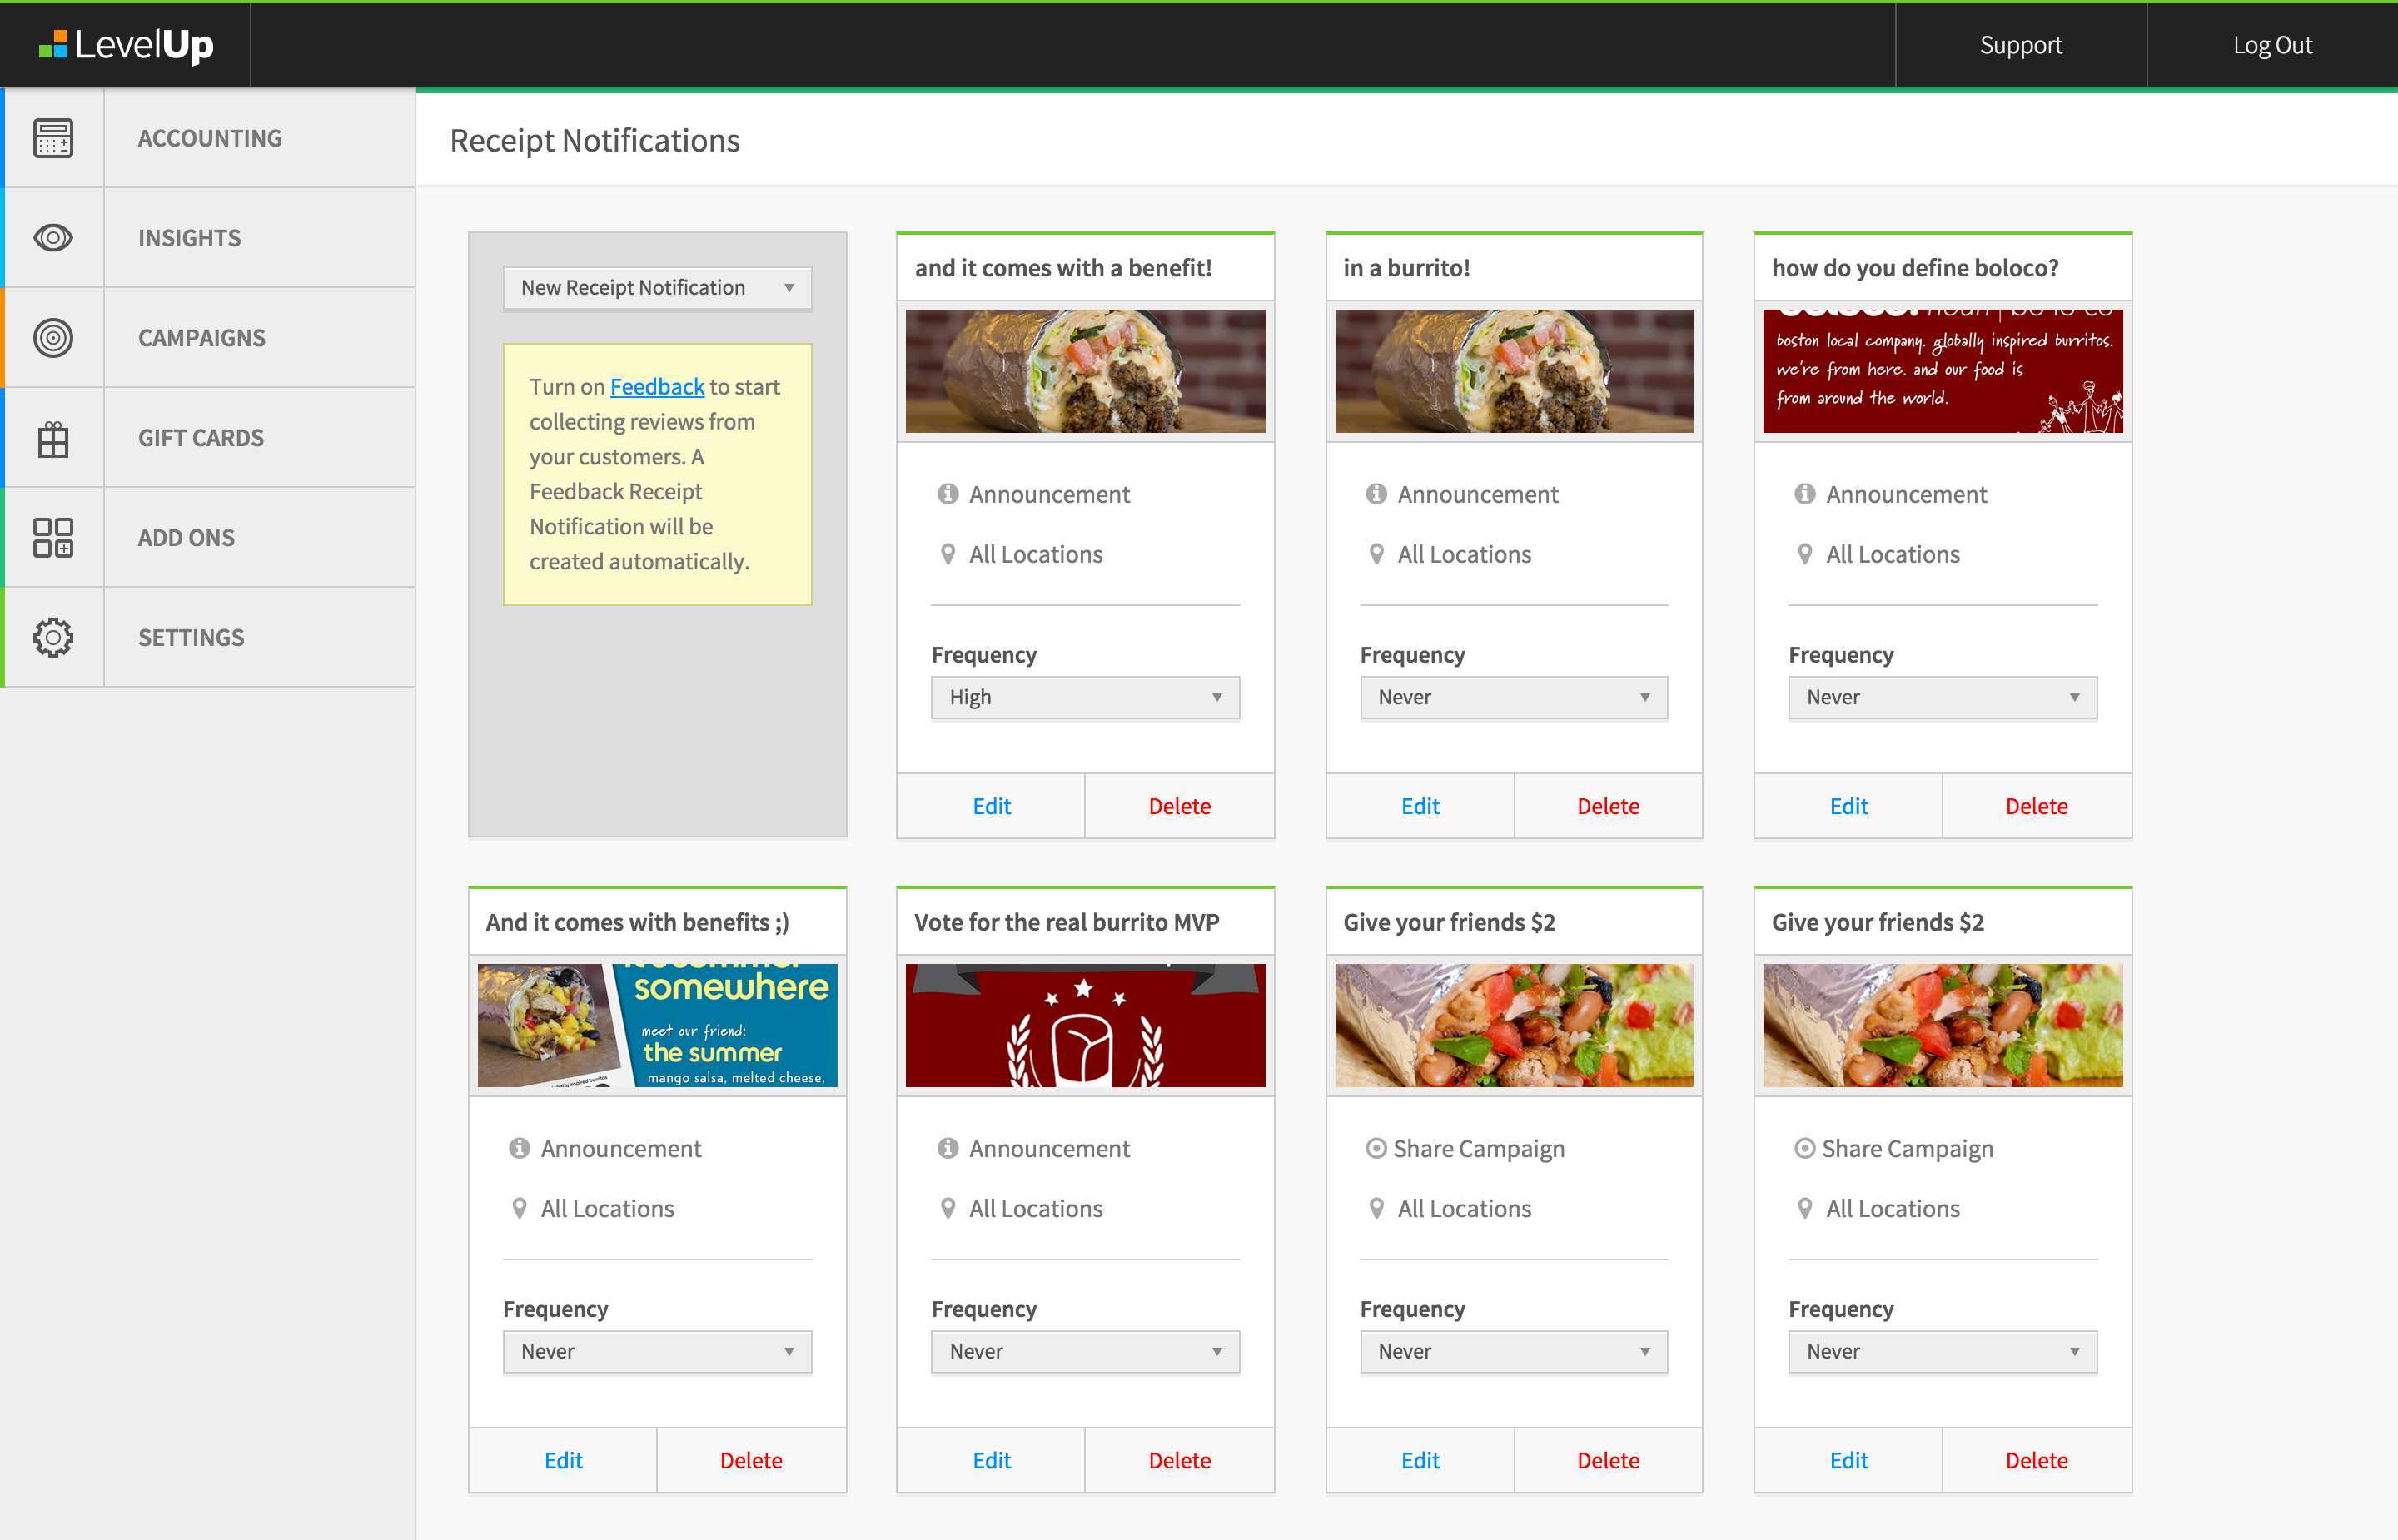 LevelUp
Support
Log Out
ACCOUNTING
INSIGHTS
CAMPAIGNS
GIFT CARDS
ADD ONS
SETTINGS
Receipt Notifications
New Receipt Notification
Turn on Feedback to start
collecting reviews from
your customers. A
Feedback Receipt
Notification will be
created automatically.
and it comes with a benefit!
Announcement
All Locations
Frequency
High
Edit
Delete
in a burrito!
Announcement
All Locations
Frequency
Never
Edit
Delete
how do you define boloco?
boston local company. globally inspired burritos.
we're from here. and our food is
from around the world.
Announcement
All Locations
Frequency
Never
Edit
Delete
And it comes with benefits ;)
somewhere
meet our friend:
the summer
mango salsa, melted cheese,
Announcement
All Locations
Frequency
Never
Edit
Delete
Vote for the real burrito MVP
Announcement
All Locations
Frequency
Never
Edit
Delete
Give your friends $2
Share Campaign
All Locations
Frequency
Never
Edit
Delete
Give your friends $2
Share Campaign
All Locations
Frequency
Never
Edit
Delete